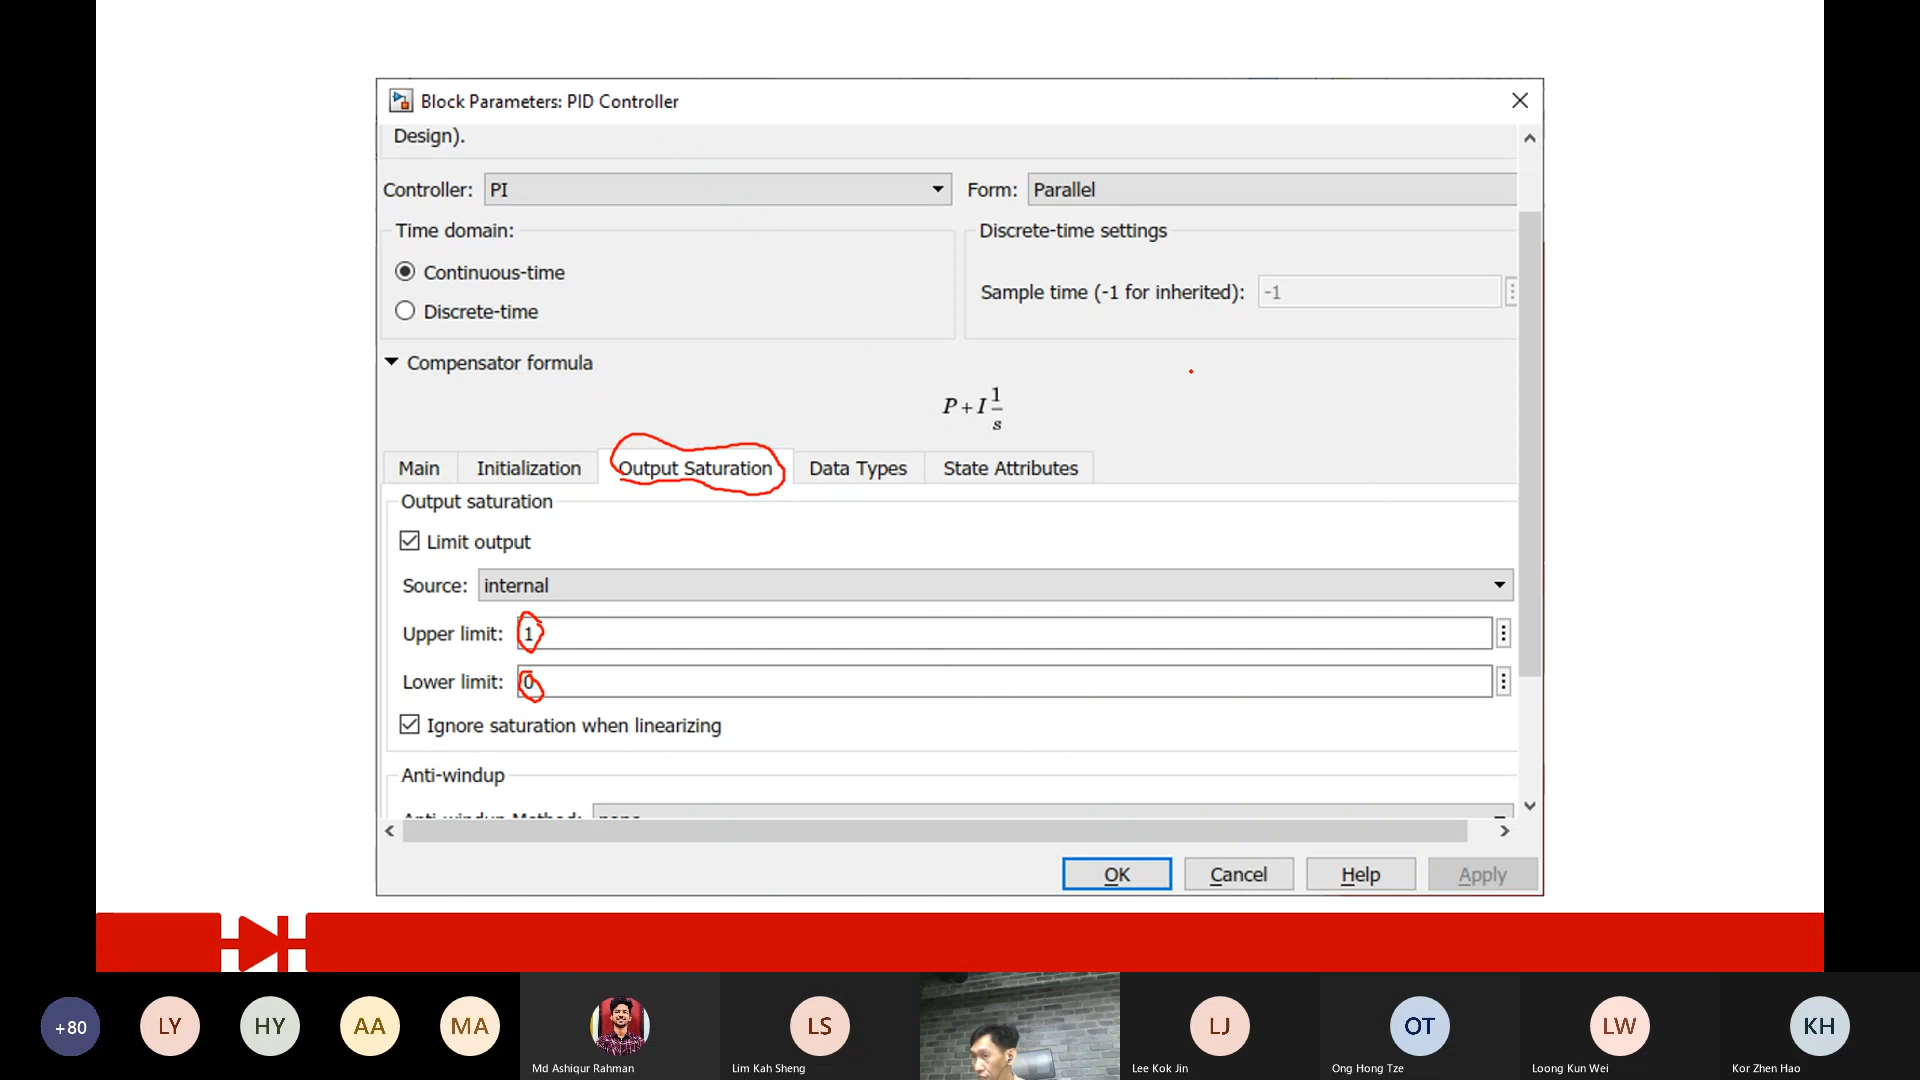 Block Parameters: PID Controller
Design).
Controller: PI Form: Parallel
Time domain: Discrete-time settings
Continuous-time
Sample time (-1 for inherited): -1
Discrete-time
Compensator formula
P + I 1/s
Main Initialization Output Saturation Data Types State Attributes
Output saturation
Limit output
Source: internal
Upper limit: 1
Lower limit: 0
Ignore saturation when linearizing
Anti-windup
Anti-windup Method: none
OK Cancel Help Apply
+80 LY HY AA MA LS LJ OT LW KH
Md Ashiqur Rahman Lim Kah Sheng Lee Kok Jin Ong Hong Tze Loong Kun Wei Kor Zhen Hao